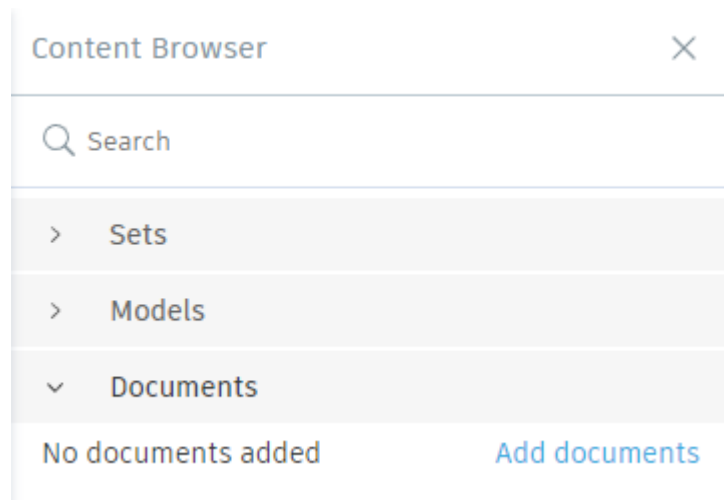 Content Browser
Search
Sets
Models
Documents
No documents added Add documents